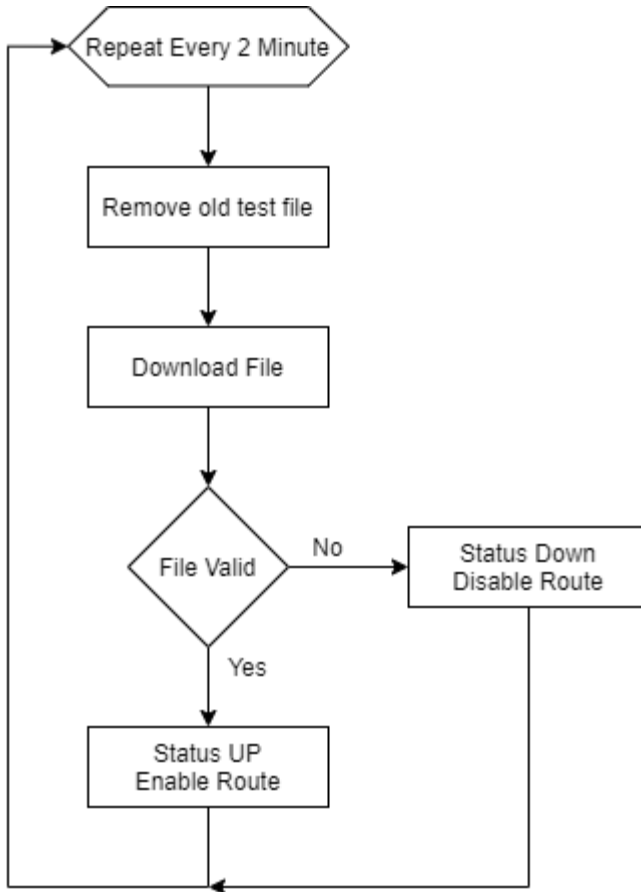 Repeat Every 2 Minute
Remove old test file
Download File
File Valid
No
Status Down
Disable Route
Yes
Status UP
Enable Route